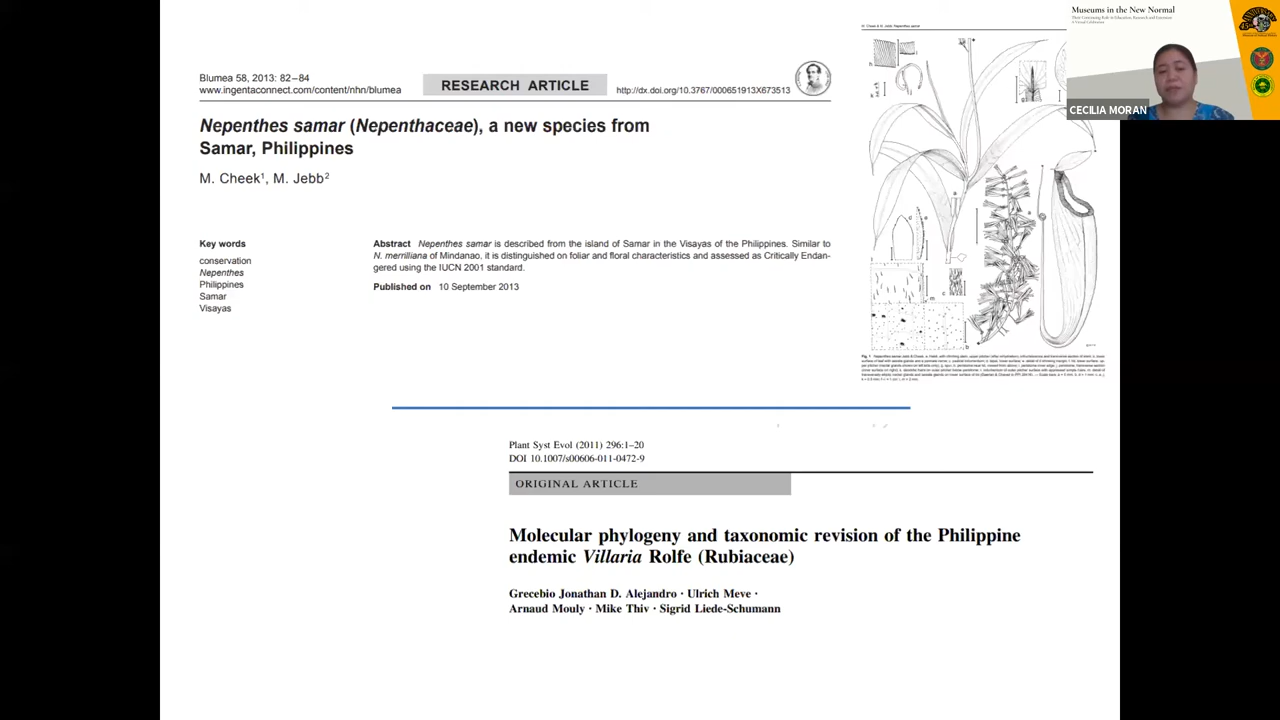 Museums in the New Normal
CECILIA MORAN
M. Cheek & M. Jebb: Nepenthes samar
Blumea 58, 2013: 82–84
www.ingentaconnect.com/content/nhn/blumea
RESEARCH ARTICLE
http://dx.doi.org/10.3767/000651913X673513
Nepenthes samar (Nepenthaceae), a new species from
Samar, Philippines
M. Cheek¹, M. Jebb²
Key words
conservation
Nepenthes
Philippines
Samar
Visayas
Abstract Nepenthes samar is described from the island of Samar in the Visayas of the Philippines. Similar to
N. merrilliana of Mindanao, it is distinguished on foliar and floral characteristics and assessed as Critically Endan-
gered using the IUCN 2001 standard.
Published on 10 September 2013
Plant Syst Evol (2011) 296:1–20
DOI 10.1007/s00606-011-0472-9
ORIGINAL ARTICLE
Molecular phylogeny and taxonomic revision of the Philippine
endemic Villaria Rolfe (Rubiaceae)
Grecebio Jonathan D. Alejandro · Ulrich Meve ·
Arnaud Mouly · Mike Thiv · Sigrid Liede-Schumann